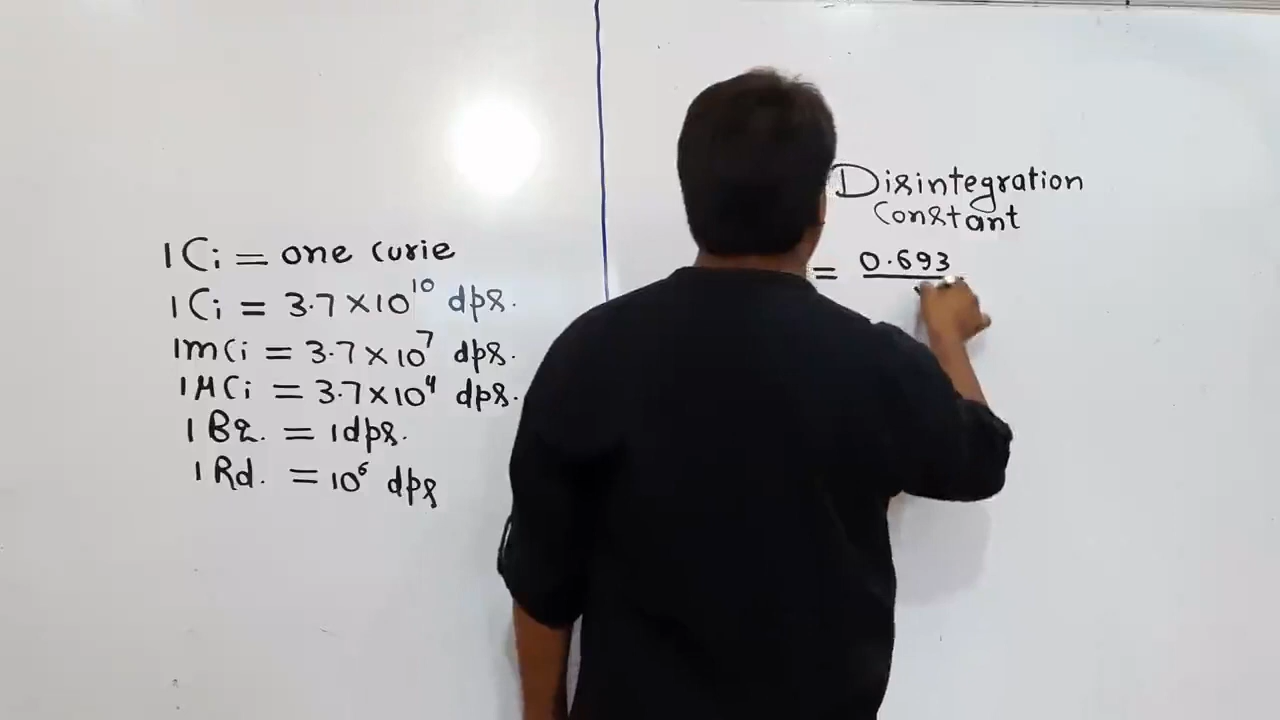 1Ci = one curie
1Ci = 3.7×10¹⁰ dps.
1mci = 3.7×10⁷ dps.
1μCi = 3.7×10⁴ dps.
1Bq. = 1dps.
1Rd. = 10⁶ dps
Disintegration
Constant
= 0.693